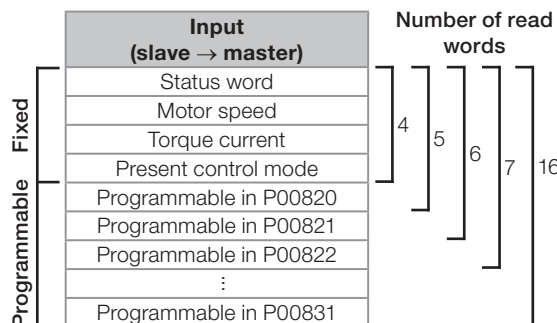 Input
(slave → master)
Number of read
words
Fixed
Status word
Motor speed
Torque current
Present control mode
4
5
6
7
16
Programmable
Programmable in P00820
Programmable in P00821
Programmable in P00822
⋮
Programmable in P00831